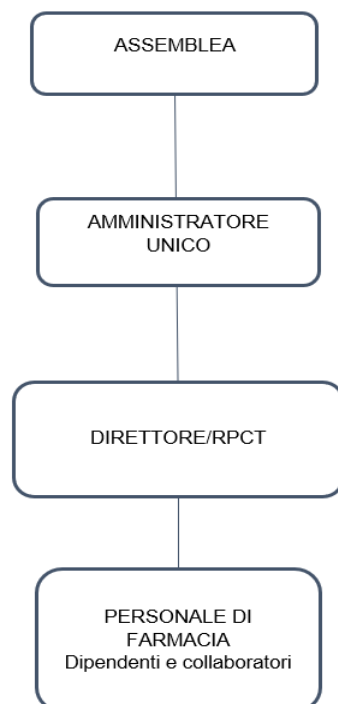 ASSEMBLEA
AMMINISTRATORE
UNICO
DIRETTORE/RPCT
PERSONALE DI
FARMACIA
Dipendenti e collaboratori